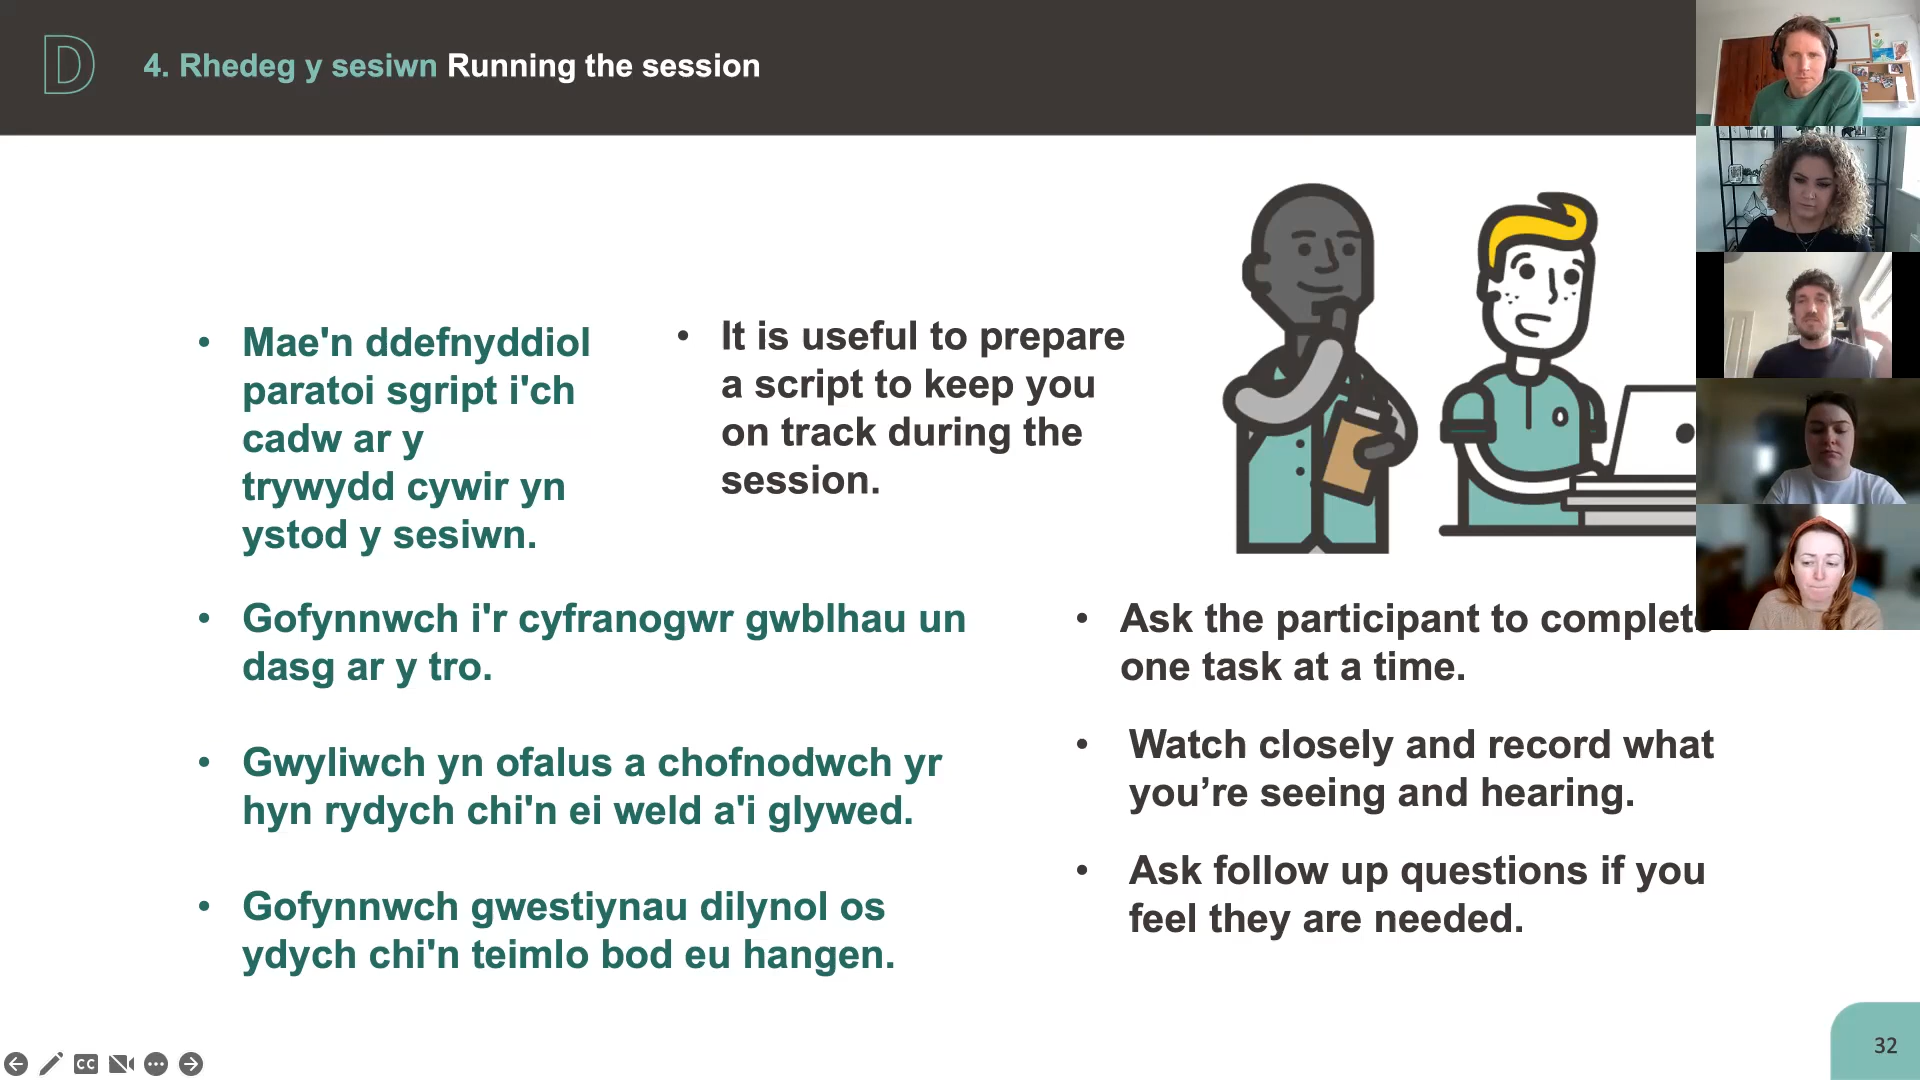 D
4. Rhedeg y sesiwn Running the session
Mae'n ddefnyddiol
paratoi sgript i'ch
cadw ar y
trywydd cywir yn
ystod y sesiwn.
It is useful to prepare
a script to keep you
on track during the
session.
Gofynnwch i'r cyfranogwr gwblhau un
dasg ar y tro.
Gwyliwch yn ofalus a chofnodwch yr
hyn rydych chi'n ei weld a'i glywed.
Gofynnwch gwestiynau dilynol os
ydych chi'n teimlo bod eu hangen.
Ask the participant to complete
one task at a time.
Watch closely and record what
you’re seeing and hearing.
Ask follow up questions if you
feel they are needed.
CC
32